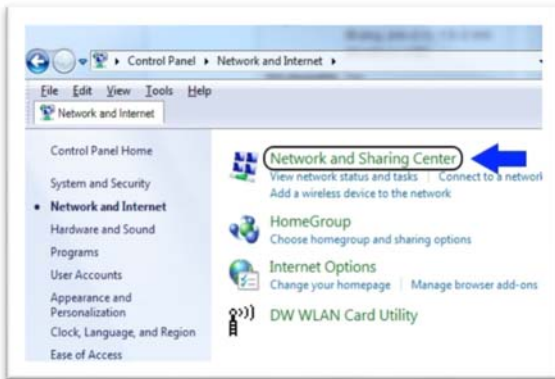 Control Panel ▸ Network and Internet ▸
File Edit View Tools Help
Network and Internet
Control Panel Home
System and Security
• Network and Internet
Hardware and Sound
Programs
User Accounts
Appearance and
Personalization
Clock, Language, and Region
Ease of Access
Network and Sharing Center
View network status and tasks | Connect to a network
Add a wireless device to the network
HomeGroup
Choose homegroup and sharing options
Internet Options
Change your homepage | Manage browser add-ons
DW WLAN Card Utility